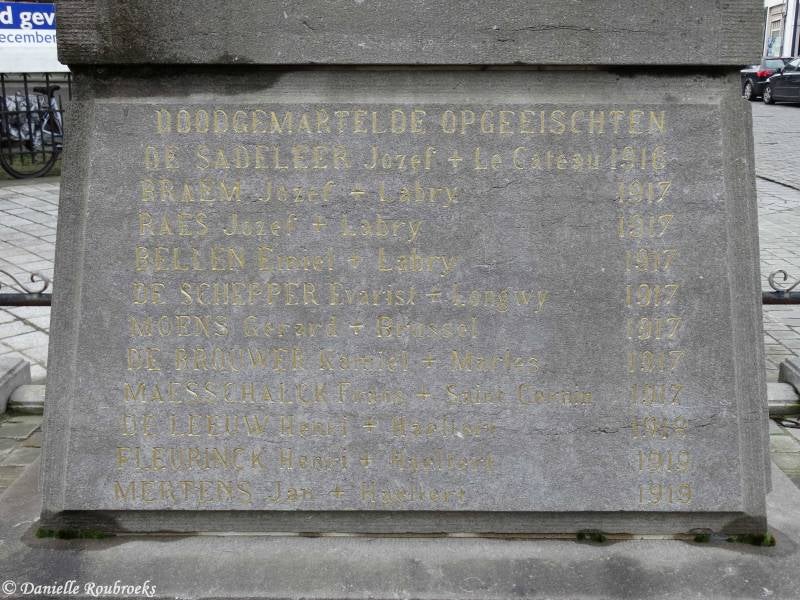 d gev
ecember
DOODGEMARTELDE OPGEEISCHTEN
DE SADELEER Jozef + Le Cateau 1916
BRAEM Jozef + Labry 1917
RAES Jozef + Labry 1917
BELLEN Emiel + Labry 1917
DE SCHEPPER Evarist + Longwy 1917
MOENS Gerard + Brussel 1917
DE BROUWER Kamiel + Marles 1917
MAESSCHALCK Frans + Saint 1917
DE LEEUW Henri + Haeltert
FLEURINCK Henri + Haeltert 1919
MERTENS Jan + Haeltert 1919
© Danielle Roubroeks